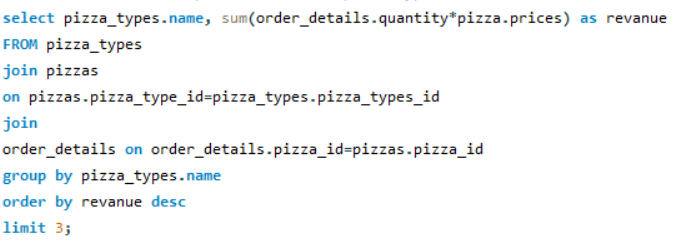 select pizza_types.name, sum(order_details.quantity*pizza.prices) as revanue
FROM pizza_types
join pizzas
on pizzas.pizza_type_id=pizza_types.pizza_types_id
join
order_details on order_details.pizza_id=pizzas.pizza_id
group by pizza_types.name
order by revanue desc
limit 3;